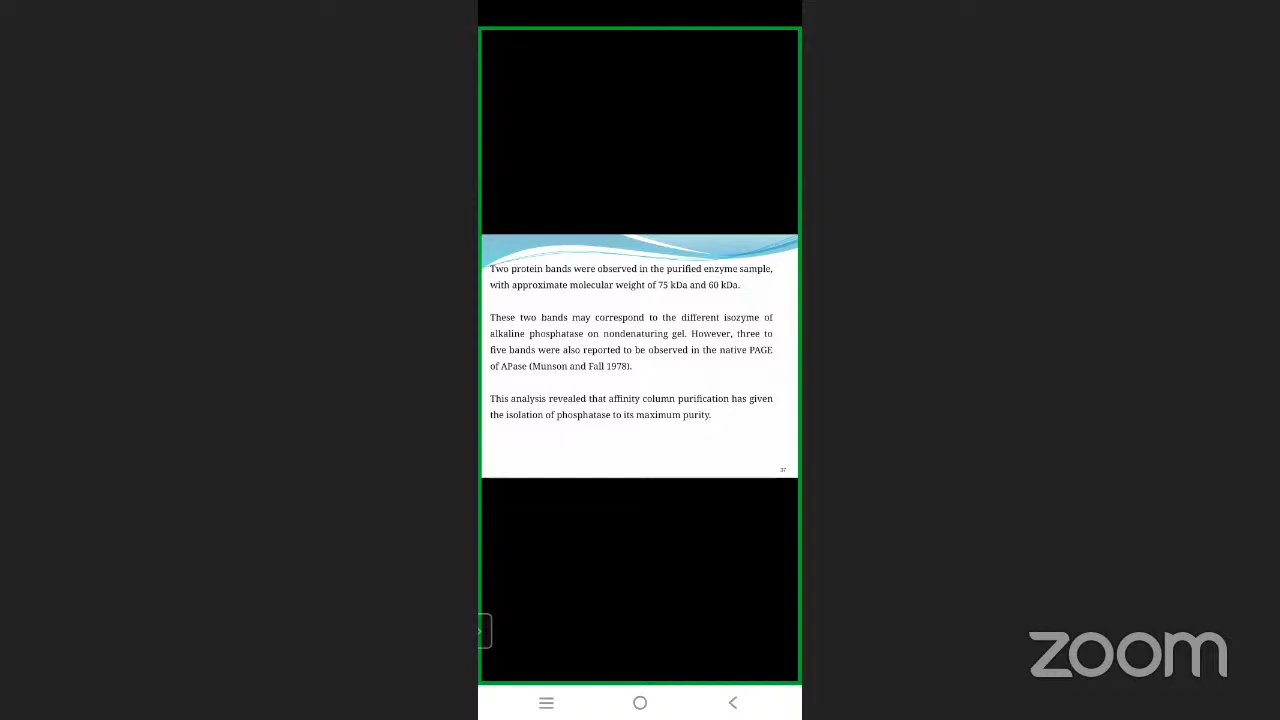 Two protein bands were observed in the purified enzyme sample,
with approximate molecular weight of 75 kDa and 60 kDa.
These two bands may correspond to the different isozyme of
alkaline phosphatase on nondenaturing gel. However, three to
five bands were also reported to be observed in the native PAGE
of APase (Munson and Fall 1978).
This analysis revealed that affinity column purification has given
the isolation of phosphatase to its maximum purity.
37
zoom